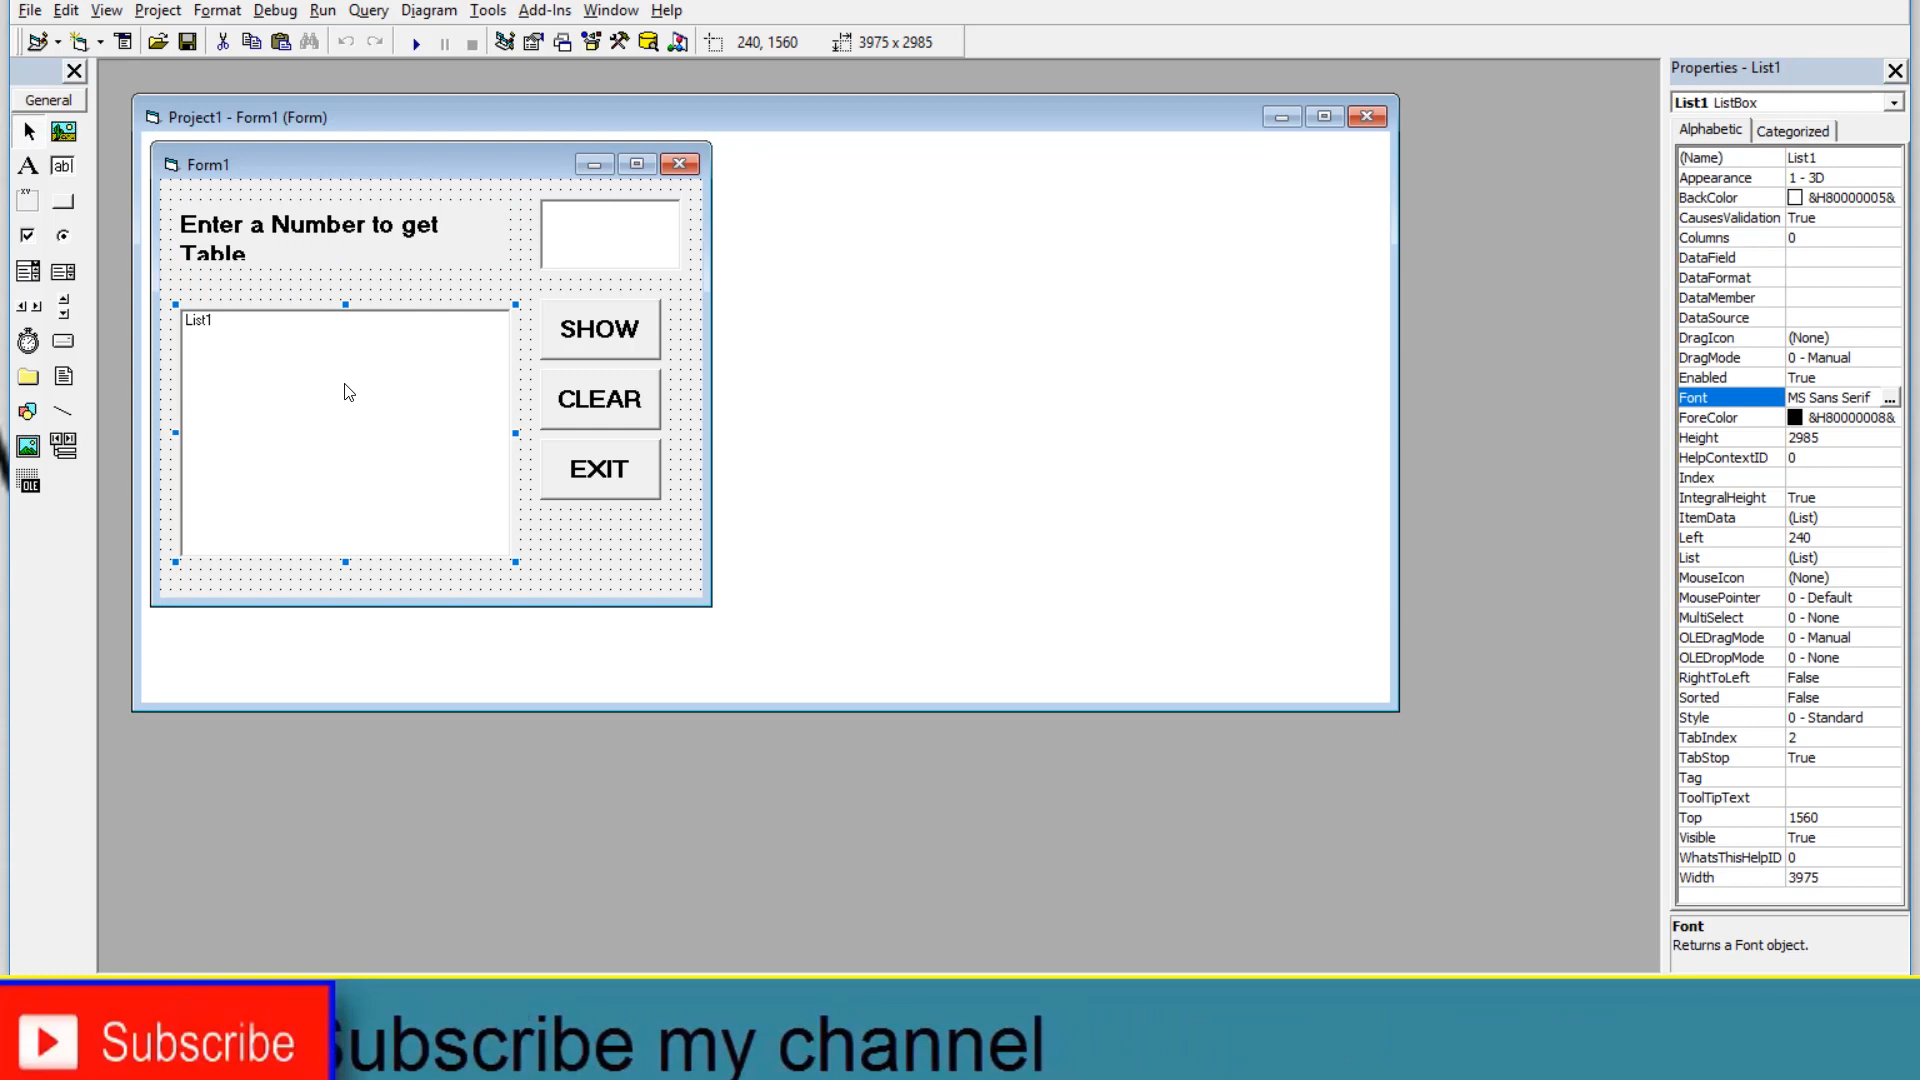 File Edit View Project Format Debug Run Query Diagram Tools Add-Ins Window Help
240, 1560 3975 x 2985
General
A ab|
xy
OLE
Project1 - Form1 (Form)
Form1
Enter a Number to get
Table
List1
SHOW
CLEAR
EXIT
Properties - List1
List1 ListBox
Alphabetic Categorized
(Name) List1
Appearance 1 - 3D
BackColor &H80000005&
CausesValidation True
Columns 0
DataField
DataFormat
DataMember
DataSource
DragIcon (None)
DragMode 0 - Manual
Enabled True
Font MS Sans Serif ...
ForeColor &H80000008&
Height 2985
HelpContextID 0
Index
IntegralHeight True
ItemData (List)
Left 240
List (List)
MouseIcon (None)
MousePointer 0 - Default
MultiSelect 0 - None
OLEDragMode 0 - Manual
OLEDropMode 0 - None
RightToLeft False
Sorted False
Style 0 - Standard
TabIndex 2
TabStop True
Tag
ToolTipText
Top 1560
Visible True
WhatsThisHelpID 0
Width 3975
Font
Returns a Font object.
Subscribe ubscribe my channel